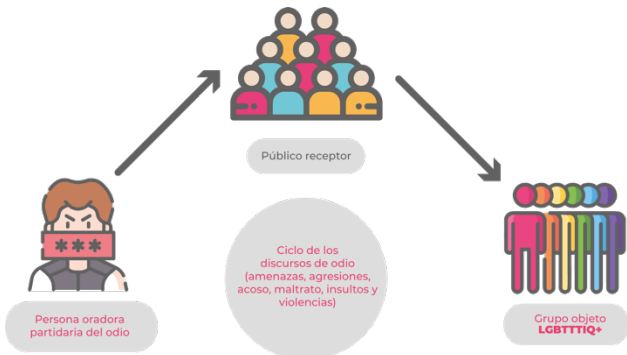 Público receptor
* * *
Ciclo de los
discursos de odio
(amenazas, agresiones,
acoso, maltrato, insultos y
violencias)
Persona oradora
partidaria del odio
Grupo objeto
LGBTTTIQ+